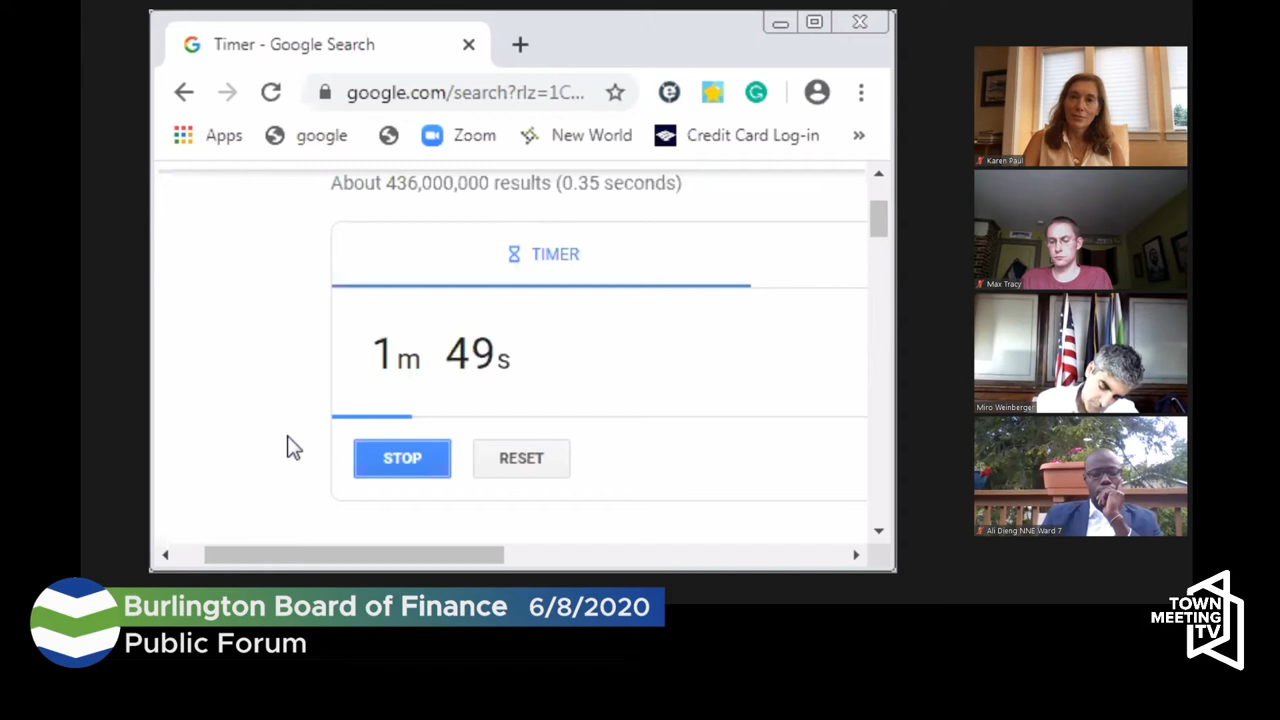 Timer - Google Search
google.com/search?rlz=1C...
Apps google Zoom New World Credit Card Log-in »
About 436,000,000 results (0.35 seconds)
TIMER
1m 49s
STOP RESET
Karen Paul
Max Tracy
Miro Weinberger
Ali Dieng NNE Ward 7
Burlington Board of Finance 6/8/2020
Public Forum
TOWN
MEETING
TV